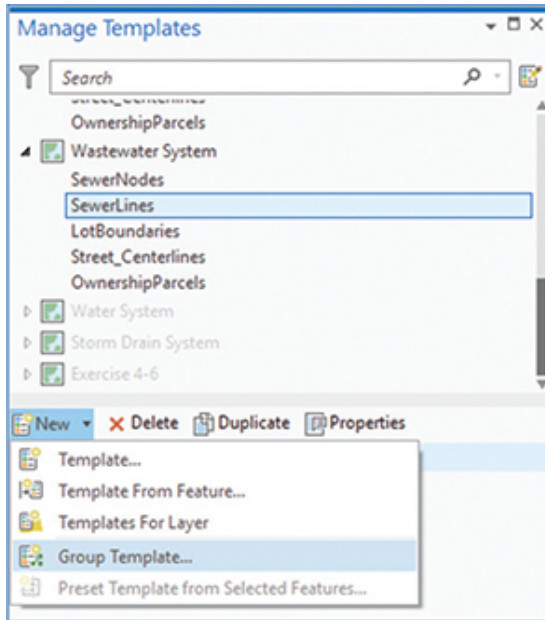 Manage Templates
Search
Street_Centerlines
OwnershipParcels
Wastewater System
SewerNodes
SewerLines
LotBoundaries
Street_Centerlines
OwnershipParcels
Water System
Storm Drain System
Exercise 4-6
New Delete Duplicate Properties
Template...
Template From Feature...
Templates For Layer
Group Template...
Preset Template from Selected Features...